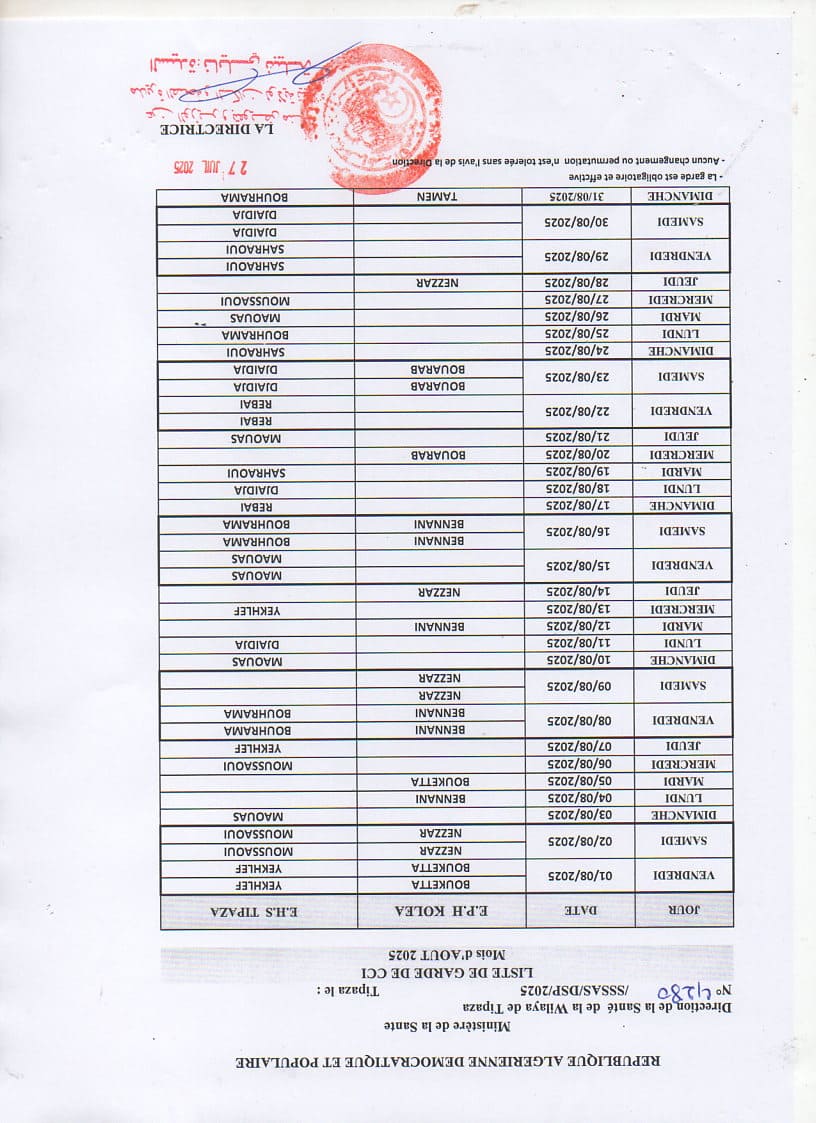 REPUBLIQUE ALGERIENNE DEMOCRATIQUE ET POPULAIRE
Ministère de la Sante
Direction de la Santé de la Wilaya de Tipaza
N° 4280 /SSSAS/DSP/2025 Tipaza le :
LISTE DE GARDE DE CCI
Mois d'AOUT 2025
JOUR DATE E.P.H KOLEA E.H.S TIPAZA
VENDREDI 01/08/2025 BOUKETTA YEKHLEF
BOUKETTA YEKHLEF
SAMEDI 02/08/2025 NEZZAR MOUSSAOUI
NEZZAR MOUSSAOUI
DIMANCHE 03/08/2025 MAOUAS
LUNDI 04/08/2025 BENNANI
MARDI 05/08/2025 BOUKETTA
MERCREDI 06/08/2025 MOUSSAOUI
JEUDI 07/08/2025 YEKHLEF
VENDREDI 08/08/2025 BENNANI BOUHRAMA
BENNANI BOUHRAMA
SAMEDI 09/08/2025 NEZZAR
NEZZAR
DIMANCHE 10/08/2025 MAOUAS
LUNDI 11/08/2025 DJAIDJA
MARDI 12/08/2025 BENNANI
MERCREDI 13/08/2025 YEKHLEF
JEUDI 14/08/2025 NEZZAR
VENDREDI 15/08/2025 MAOUAS
MAOUAS
SAMEDI 16/08/2025 BENNANI BOUHRAMA
BENNANI BOUHRAMA
DIMANCHE 17/08/2025 REBAI
LUNDI 18/08/2025 DJAIDJA
MARDI 19/08/2025 SAHRAOUI
MERCREDI 20/08/2025 BOUARAB
JEUDI 21/08/2025 MAOUAS
VENDREDI 22/08/2025 REBAI
REBAI
SAMEDI 23/08/2025 BOUARAB DJAIDJA
BOUARAB DJAIDJA
DIMANCHE 24/08/2025 SAHRAOUI
LUNDI 25/08/2025 BOUHRAMA
MARDI 26/08/2025 MAOUAS
MERCREDI 27/08/2025 MOUSSAOUI
JEUDI 28/08/2025 NEZZAR
VENDREDI 29/08/2025 SAHRAOUI
SAHRAOUI
SAMEDI 30/08/2025 DJAIDJA
DJAIDJA
DIMANCHE 31/08/2025 TAMEN BOUHRAMA
- La garde est obligatoire et effctive
- Aucun changement ou permutation n'est tolerée sans l'avis de la Direction
27 JUIL 2025
LA DIRECTRICE
عن الوزير و بتفويض منه
مديرة الصحة و السكان لولاية
السيدة: نايلي نبيلة